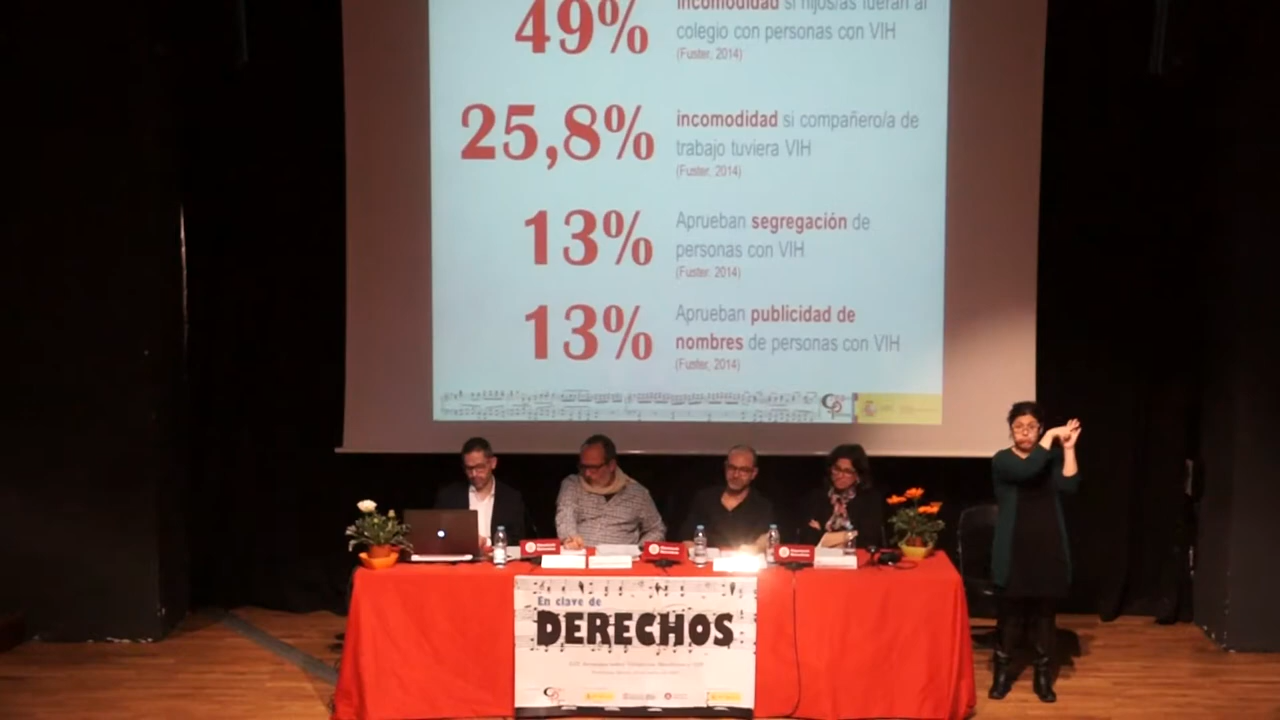 49%
incomodidad si hijos/as fueran al
colegio con personas con VIH
(Fuster, 2014)
25,8%
incomodidad si compañero/a de
trabajo tuviera VIH
(Fuster, 2014)
13%
Aprueban segregación de
personas con VIH
(Fuster, 2014)
13%
Aprueban publicidad de
nombres de personas con VIH
(Fuster, 2014)
En clave de
DERECHOS